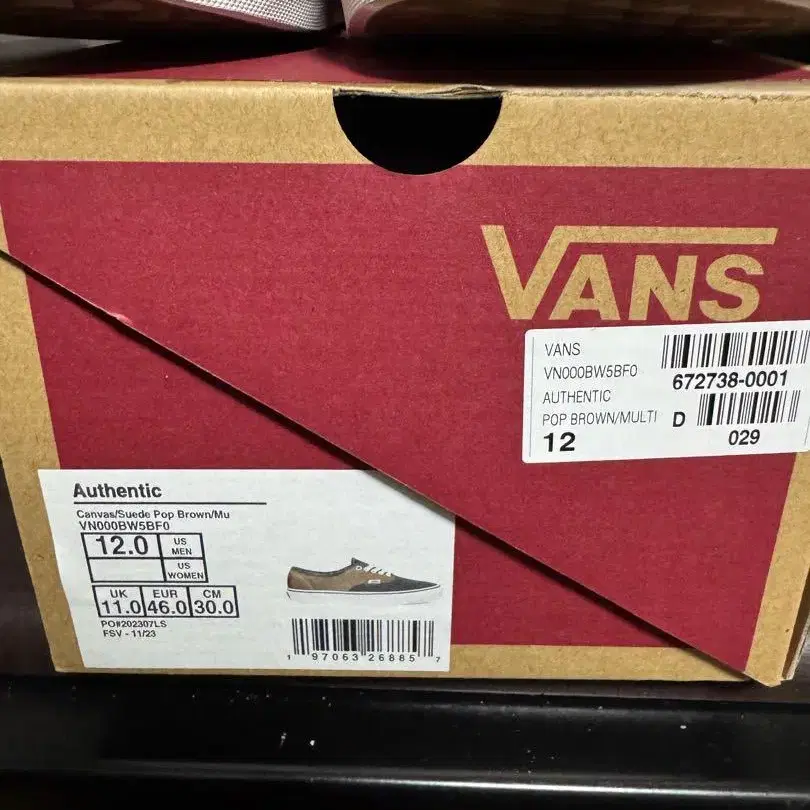 VANS
VANS
VN000BW5BF0
672738-0001
AUTHENTIC
POP BROWN/MULTI
D
12
029
Authentic
Canvas/Suede Pop Brown/Mu
VN000BW5BF0
12.0 US MEN
US WOMEN
UK EUR CM
11.0 46.0 30.0
PO#202307LS
FSV - 11/23
1 97063 26885 7